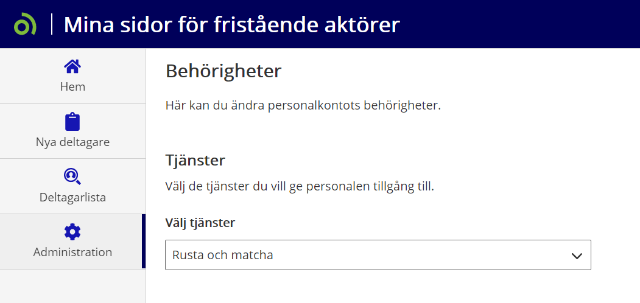 Mina sidor för fristående aktörer
Hem
Nya deltagare
Deltagarlista
Administration
Behörigheter
Här kan du ändra personalkontots behörigheter.
Tjänster
Välj de tjänster du vill ge personalen tillgång till.
Välj tjänster
Rusta och matcha